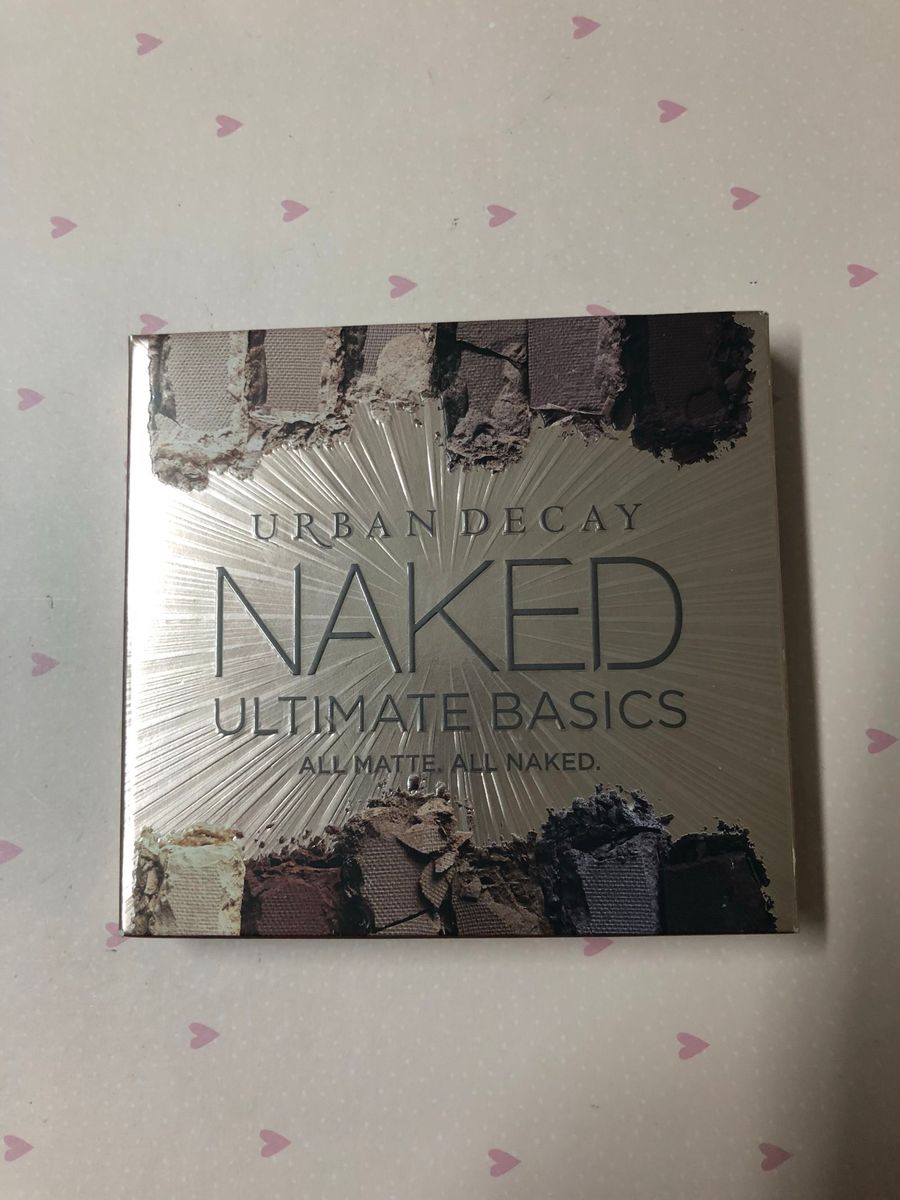 URBAN DECAY
NAKED
ULTIMATE BASICS
ALL MATTE. ALL NAKED.